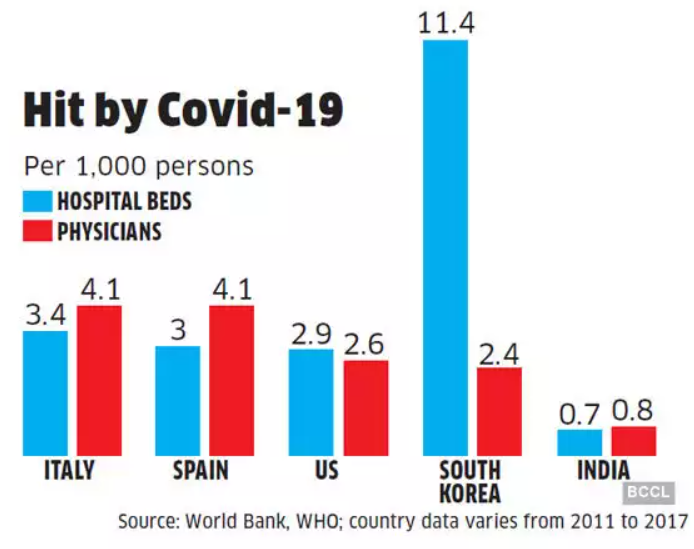 11.4
Hit by Covid-19
Per 1,000 persons
HOSPITAL BEDS
PHYSICIANS
3.4 4.1 3 4.1 2.9 2.6 2.4 0.7 0.8
ITALY SPAIN US SOUTH KOREA INDIA
BCCL
Source: World Bank, WHO; country data varies from 2011 to 2017